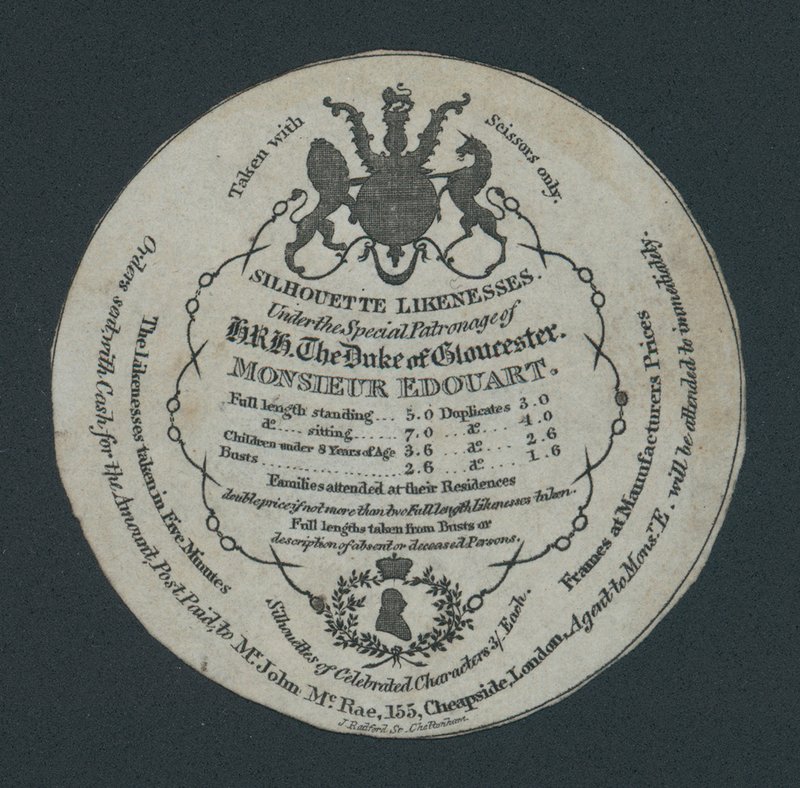 Taken with Scissors only.
SILHOUETTE LIKENESSES.
Under the Special Patronage of
H.R.H. The Duke of Gloucester.
MONSIEUR EDOUART.
Full length standing... 5.0 Duplicates 3.0
do..... sitting...... 7.0 ...do... 4.0
Children under 8 Years of Age 3.6 ...do... 2.6
Busts .................... 2.6 ...do... 1.6
Families attended at their Residences
double price if not more than two Full length Likenesses taken.
Full lengths taken from Busts or
description of absent or deceased Persons.
Silhouettes of Celebrated Characters 3/ Each.
The Likenesses taken in Five Minutes
Frames at Manufacturers Prices
Orders sent, with Cash for the Amount, Post Paid, to Mr. John Mc. Rae, 155, Cheapside, London, Agent to Monsr. E. will be attended to immediatly.
J. Radford Sc. Cheltenham